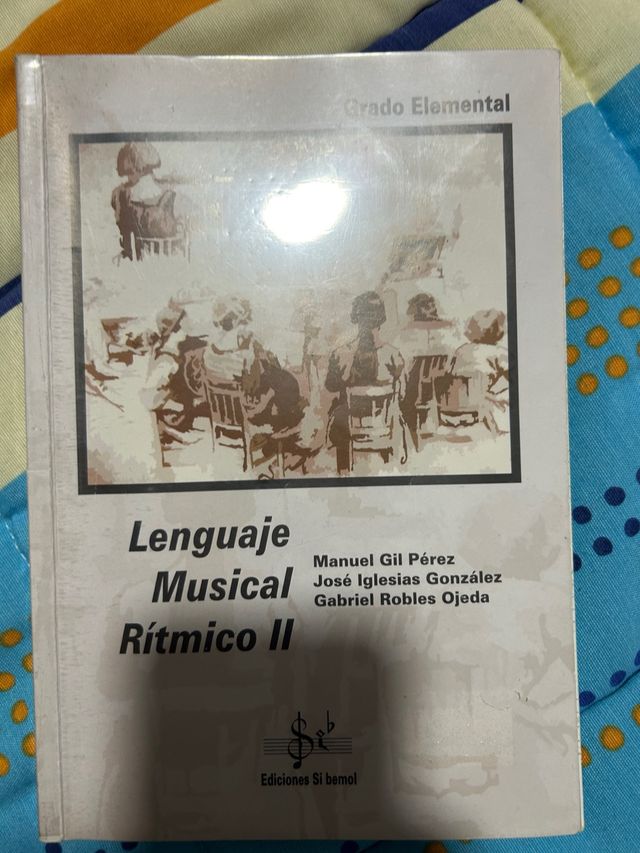 Grado Elemental
Lenguaje
Musical
Rítmico II
Manuel Gil Pérez
José Iglesias González
Gabriel Robles Ojeda
Ediciones Si bemol